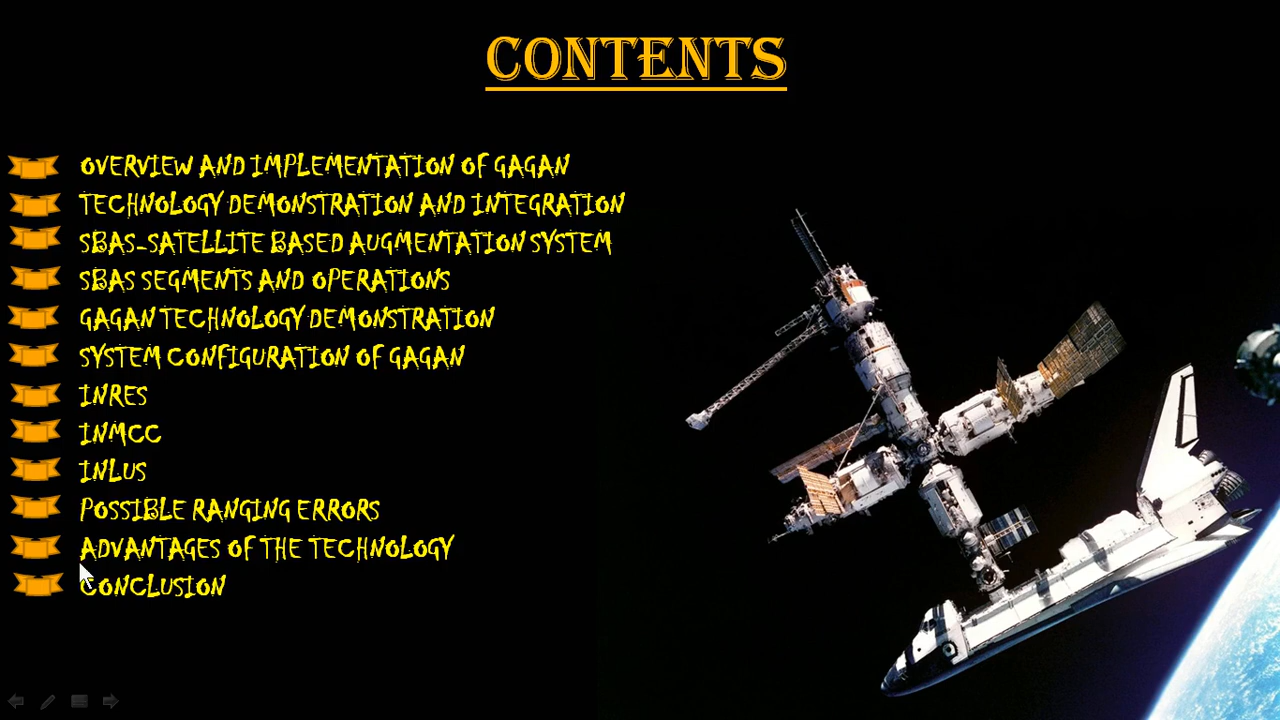 CONTENTS
OVERVIEW AND IMPLEMENTATION OF GAGAN
TECHNOLOGY DEMONSTRATION AND INTEGRATION
SBAS-SATELLITE BASED AUGMENTATION SYSTEM
SBAS SEGMENTS AND OPERATIONS
GAGAN TECHNOLOGY DEMONSTRATION
SYSTEM CONFIGURATION OF GAGAN
INRES
INMCC
INLUS
POSSIBLE RANGING ERRORS
ADVANTAGES OF THE TECHNOLOGY
CONCLUSION